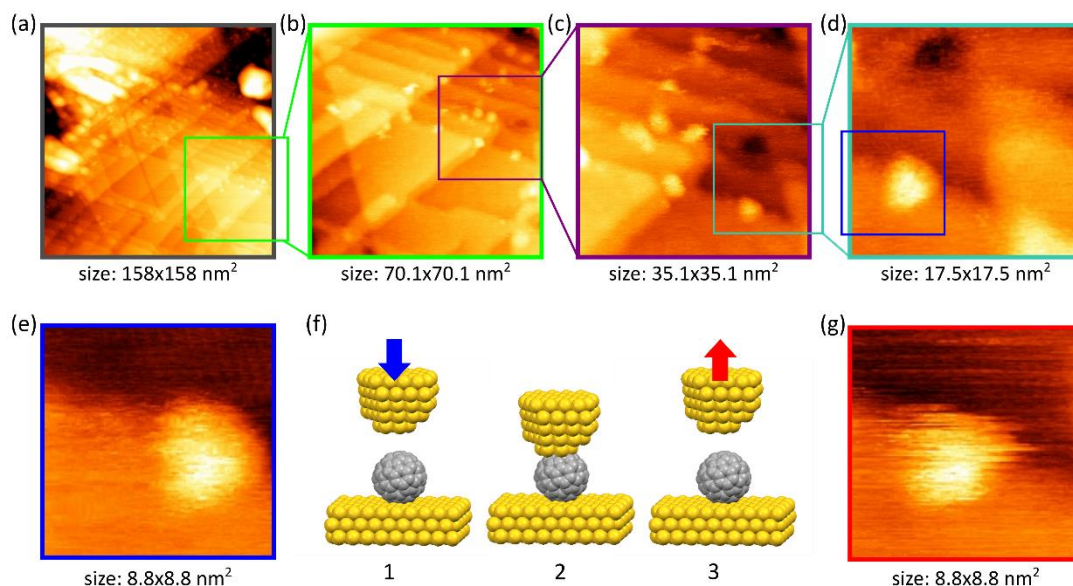 (a) (b) (c) (d)
size: 158x158 nm² size: 70.1x70.1 nm² size: 35.1x35.1 nm² size: 17.5x17.5 nm²
(e) (f) (g)
1 2 3
size: 8.8x8.8 nm² size: 8.8x8.8 nm²